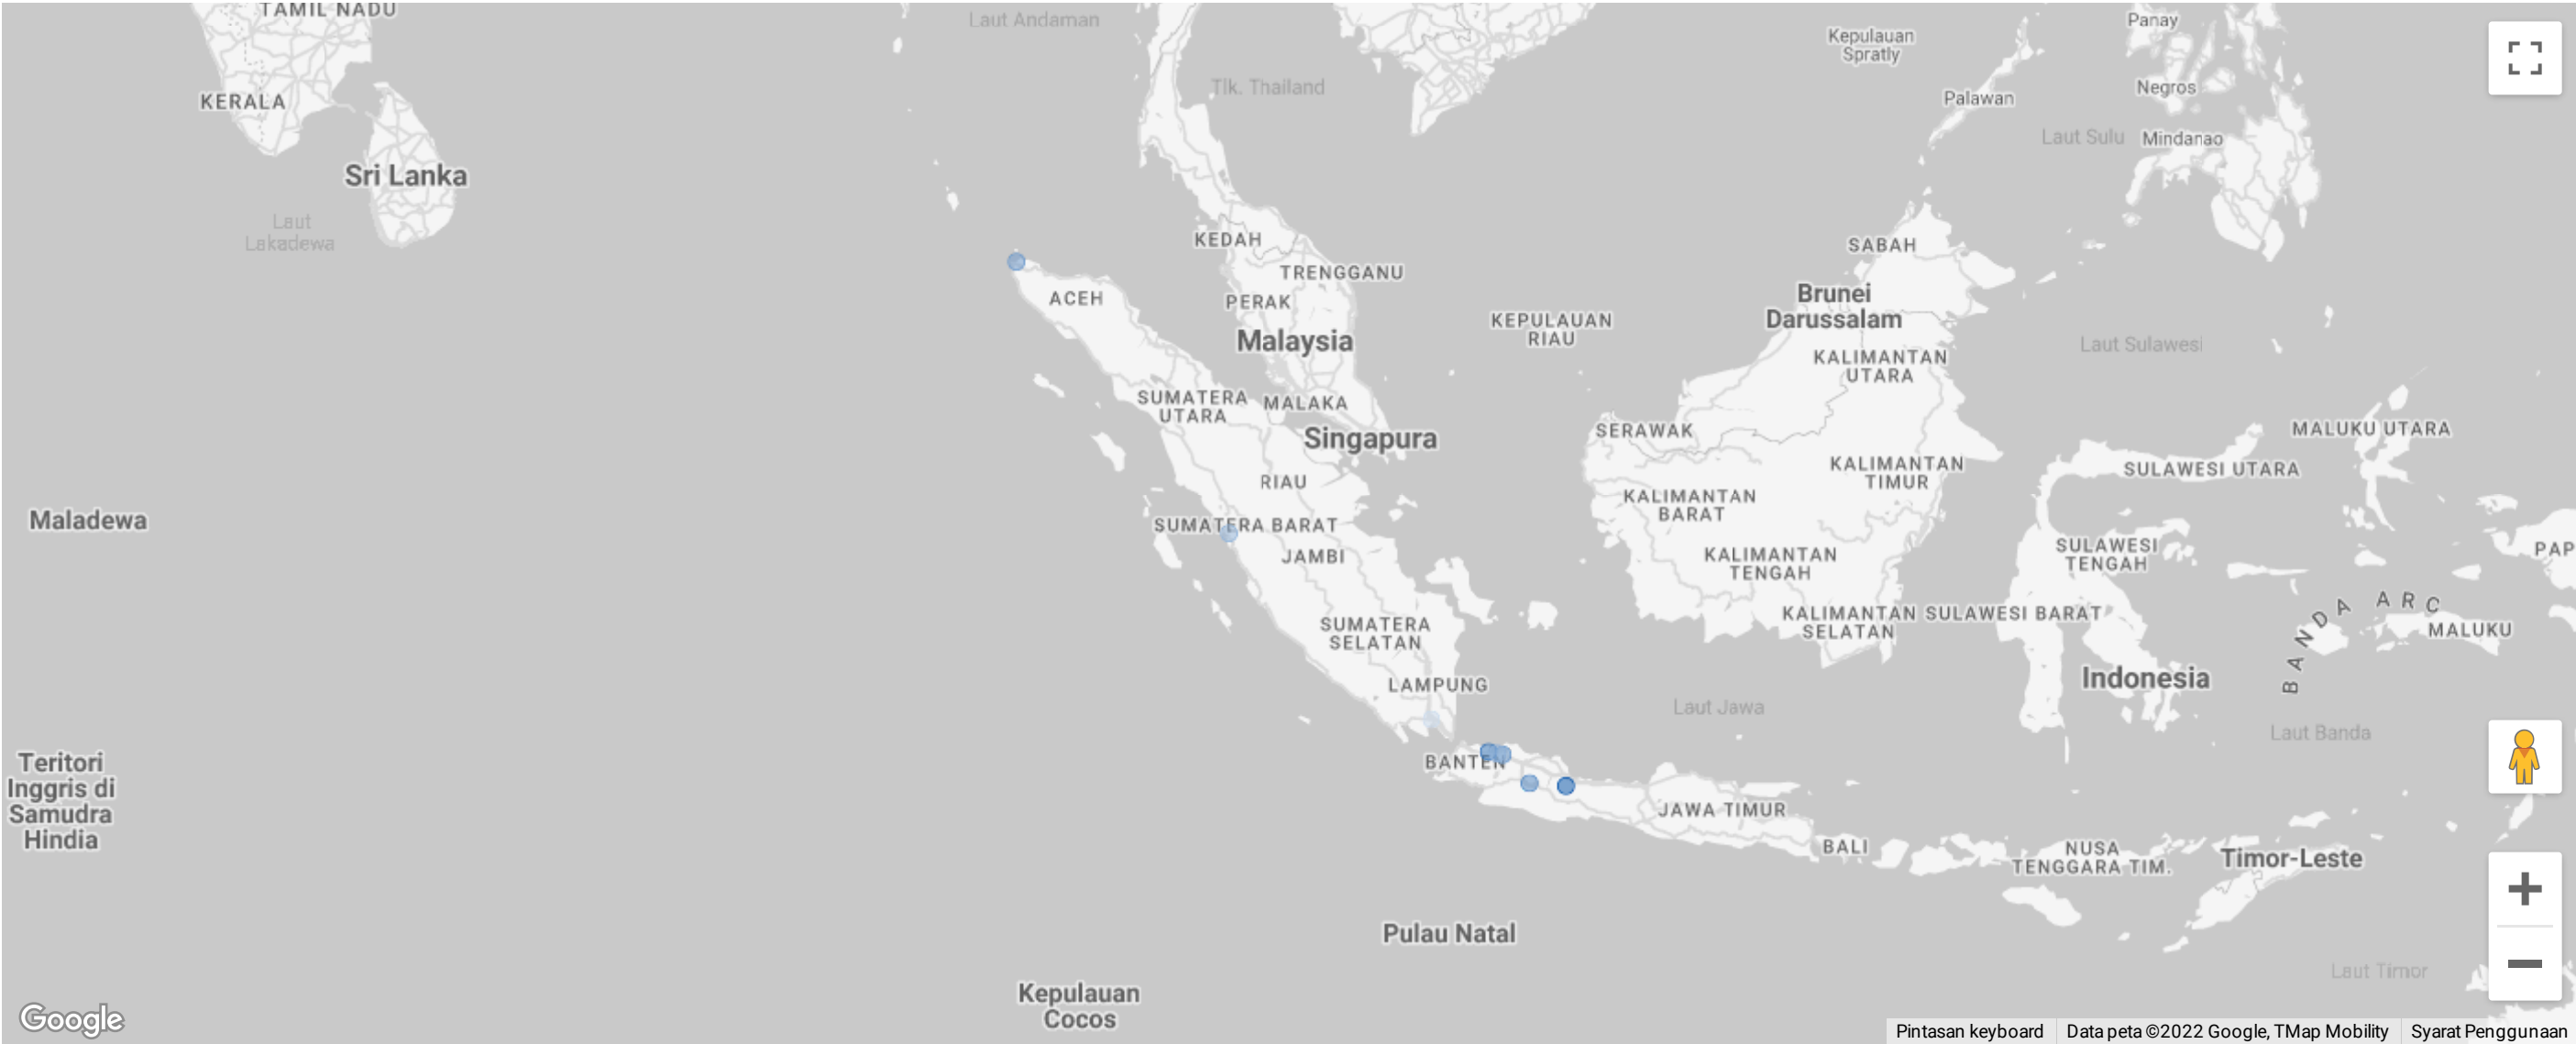 TAMIL NADU
Laut Andaman
Kepulauan
Spratly
Panay
Tlk. Thailand
Negros
KERALA
Palawan
Laut Sulu
Mindanao
Sri Lanka
Laut
Lakadewa
KEDAH
SABAH
TRENGGANU
ACEH
PERAK
Brunei
Darussalam
KEPULAUAN
RIAU
Malaysia
Laut Sulawesi
KALIMANTAN
UTARA
SUMATERA
UTARA
MALAKA
Singapura
SERAWAK
MALUKU UTARA
KALIMANTAN
TIMUR
SULAWESI UTARA
RIAU
KALIMANTAN
BARAT
Maladewa
SUMATERA BARAT
JAMBI
KALIMANTAN
TENGAH
SULAWESI
TENGAH
PAP
BANDA ARC
KALIMANTAN
SELATAN
SULAWESI BARAT
MALUKU
SUMATERA
SELATAN
Indonesia
LAMPUNG
Laut Jawa
Laut Banda
Teritori
Inggris di
Samudra
Hindia
BANTEN
JAWA TIMUR
BALI
NUSA
TENGGARA TIM.
Timor-Leste
Pulau Natal
Laut Timor
Kepulauan
Cocos
Google
Pintasan keyboard
Data peta ©2022 Google, TMap Mobility
Syarat Penggunaan